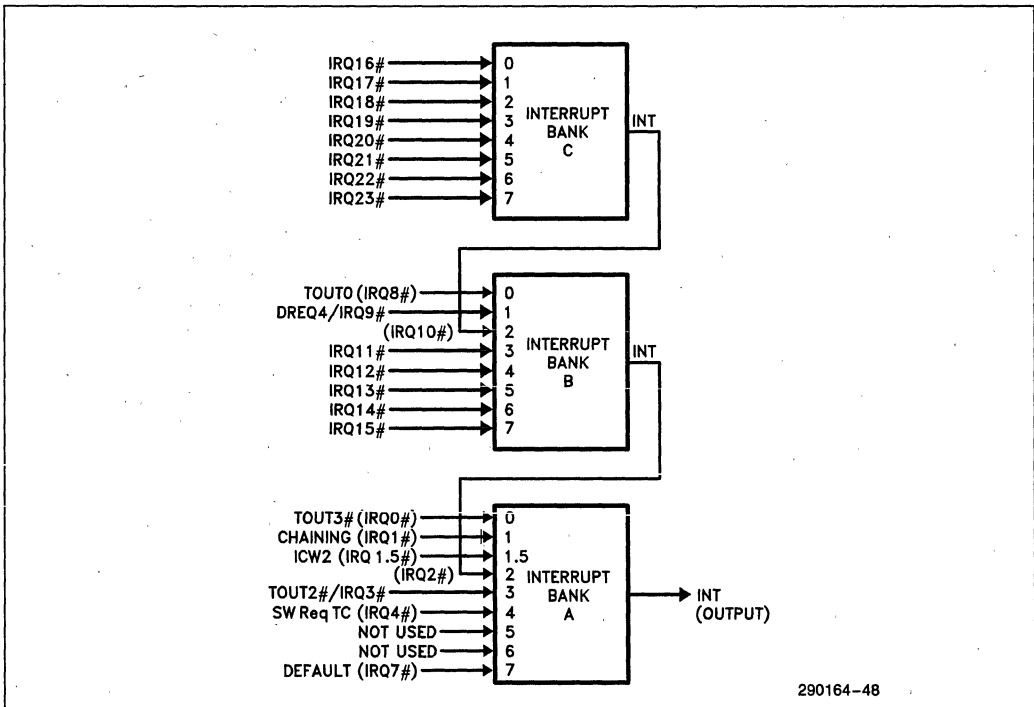 IRQ16# 0
IRQ17# 1
IRQ18# 2
IRQ19# 3
IRQ20# 4
IRQ21# 5
IRQ22# 6
IRQ23# 7
INTERRUPT
BANK
C
INT
TOUT0 (IRQ8#) 0
DREQ4/IRQ9# 1
(IRQ10#) 2
IRQ11# 3
IRQ12# 4
IRQ13# 5
IRQ14# 6
IRQ15# 7
INTERRUPT
BANK
B
INT
TOUT3# (IRQ0#) 0
CHAINING (IRQ1#) 1
ICW2 (IRQ 1.5#) 1.5
(IRQ2#) 2
TOUT2#/IRQ3# 3
SW Req TC (IRQ4#) 4
NOT USED 5
NOT USED 6
DEFAULT (IRQ7#) 7
INTERRUPT
BANK
A
INT
(OUTPUT)
290164-48